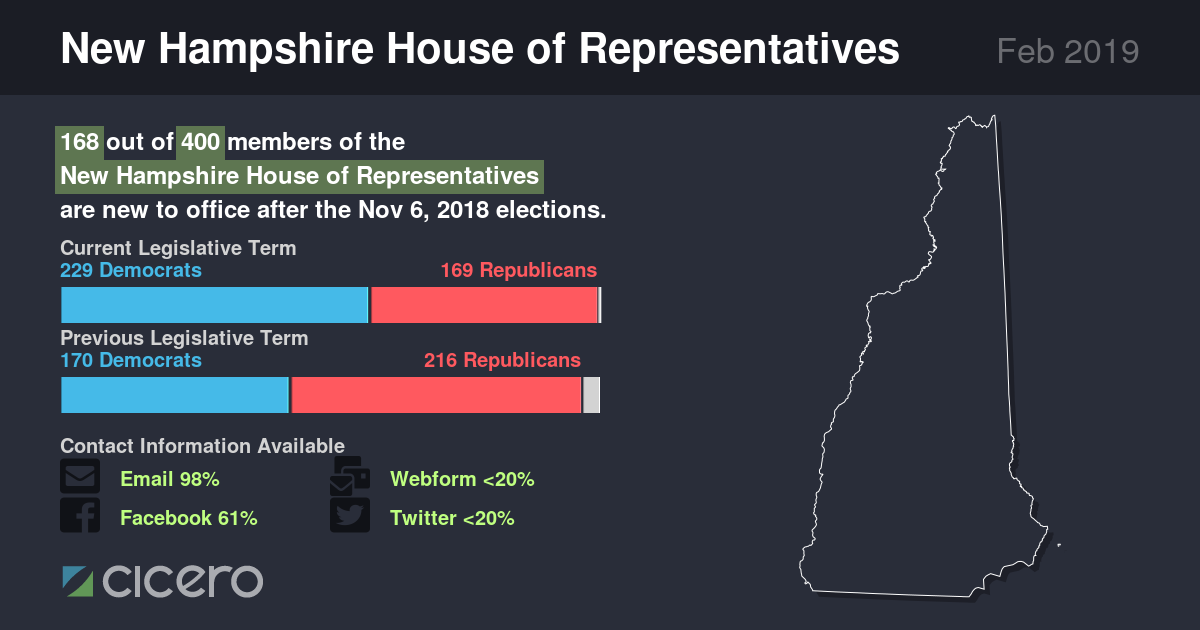 New Hampshire House of Representatives
Feb 2019
168 out of 400 members of the
New Hampshire House of Representatives
are new to office after the Nov 6, 2018 elections.
Current Legislative Term
229 Democrats 169 Republicans
Previous Legislative Term
170 Democrats 216 Republicans
Contact Information Available
Email 98% Webform <20%
Facebook 61% Twitter <20%
cicero